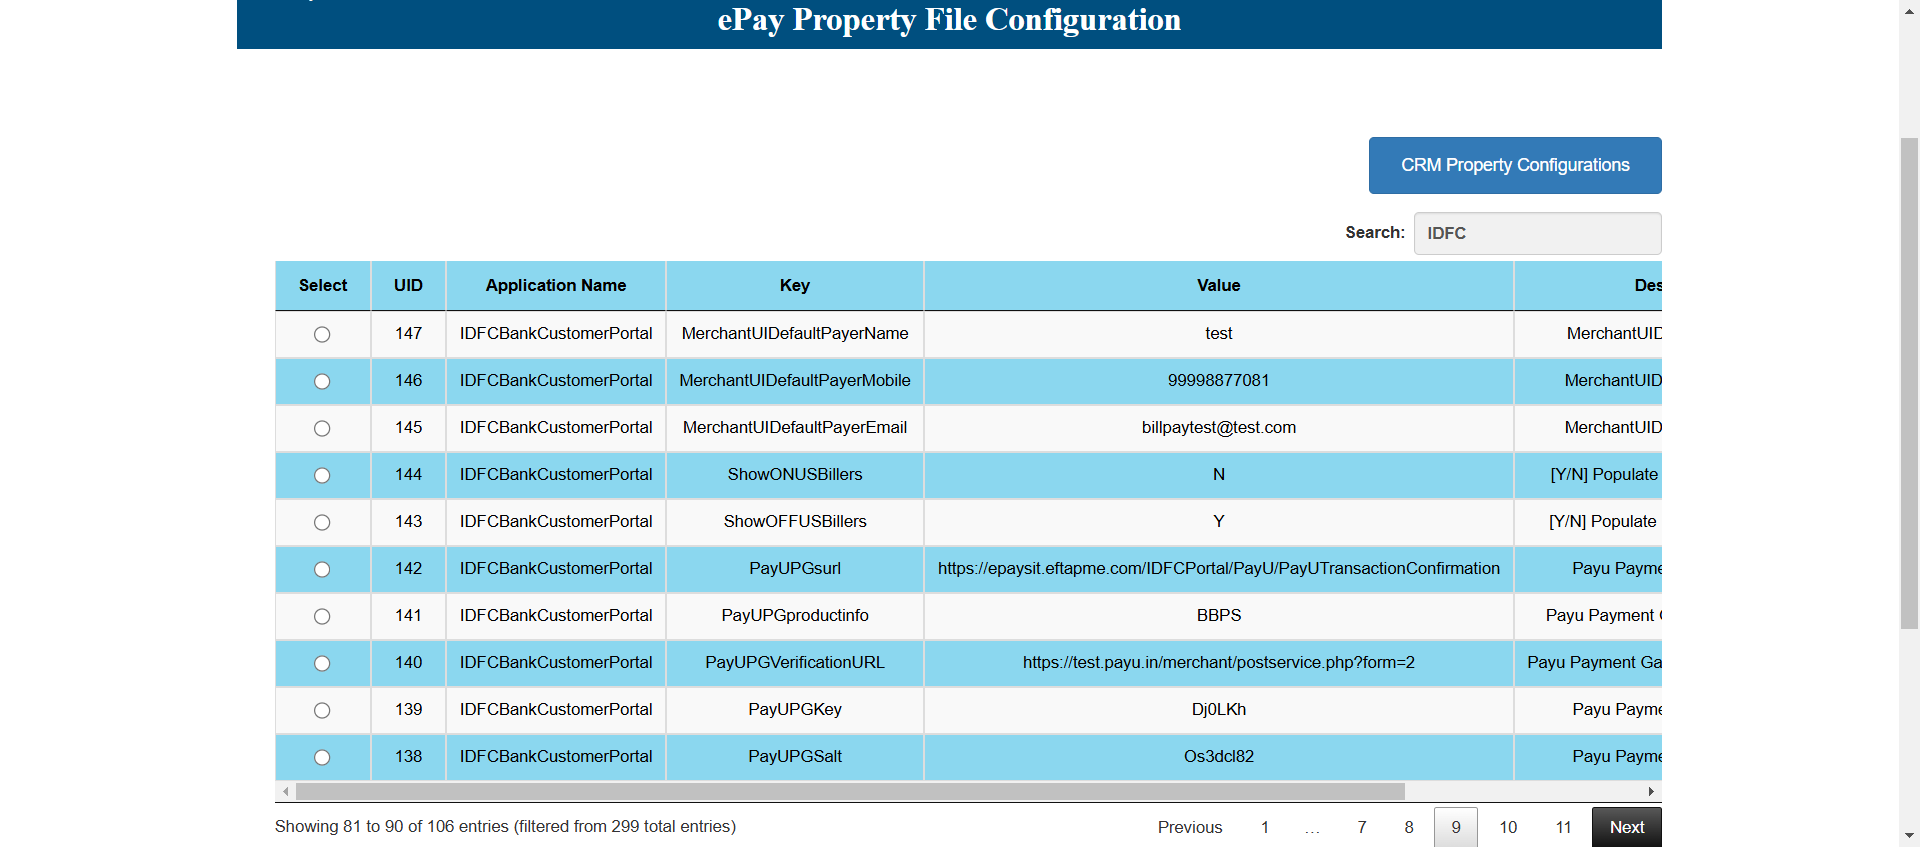 ePay Property File Configuration
CRM Property Configurations
Search: IDFC
Select UID Application Name Key Value Des
147 IDFCBankCustomerPortal MerchantUIDefaultPayerName test MerchantUID
146 IDFCBankCustomerPortal MerchantUIDefaultPayerMobile 99998877081 MerchantUID
145 IDFCBankCustomerPortal MerchantUIDefaultPayerEmail billpaytest@test.com MerchantUID
144 IDFCBankCustomerPortal ShowONUSBillers N [Y/N] Populate
143 IDFCBankCustomerPortal ShowOFFUSBillers Y [Y/N] Populate
142 IDFCBankCustomerPortal PayUPGsurl https://epaysit.eftapme.com/IDFCPortal/PayU/PayUTransactionConfirmation Payu Payme
141 IDFCBankCustomerPortal PayUPGproductinfo BBPS Payu Payment
140 IDFCBankCustomerPortal PayUPGVerificationURL https://test.payu.in/merchant/postservice.php?form=2 Payu Payment Ga
139 IDFCBankCustomerPortal PayUPGKey Dj0LKh Payu Payme
138 IDFCBankCustomerPortal PayUPGSalt Os3dcl82 Payu Payme
Showing 81 to 90 of 106 entries (filtered from 299 total entries)
Previous 1 … 7 8 9 10 11 Next